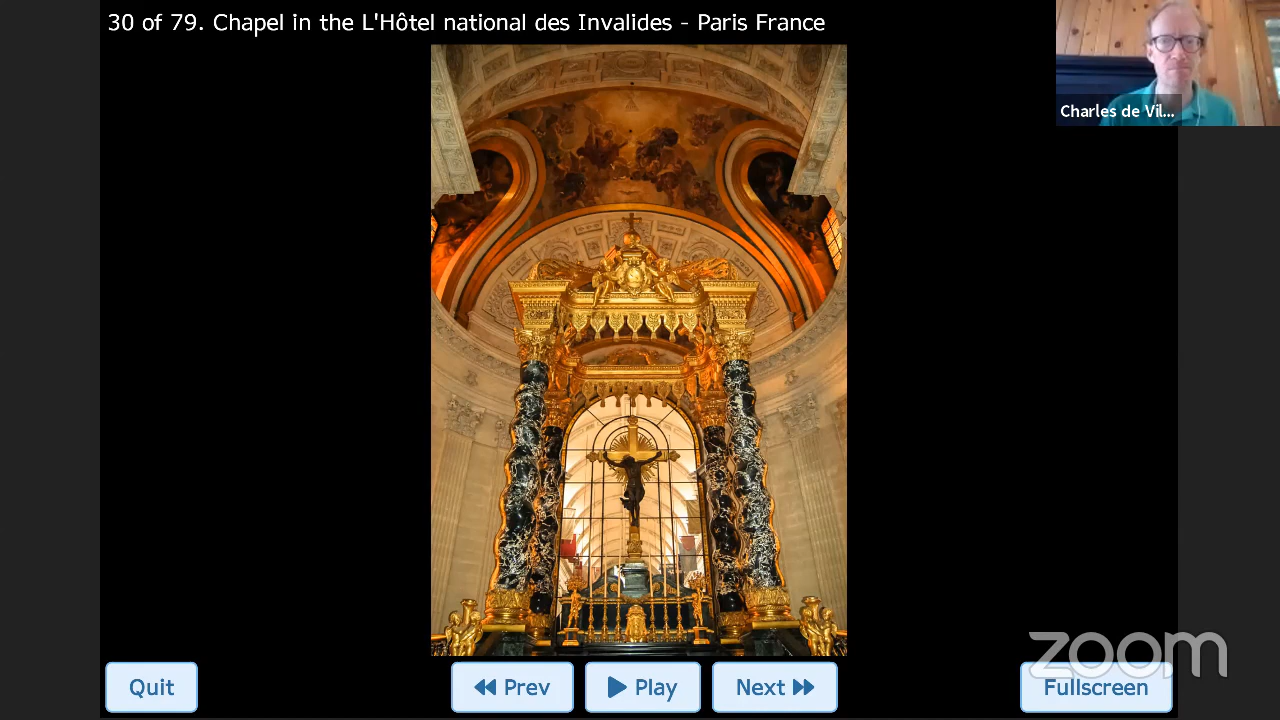 30 of 79. Chapel in the L'Hôtel national des Invalides - Paris France
Charles de Vil...
Quit
Prev
Play
Next
Fullscreen
zoom